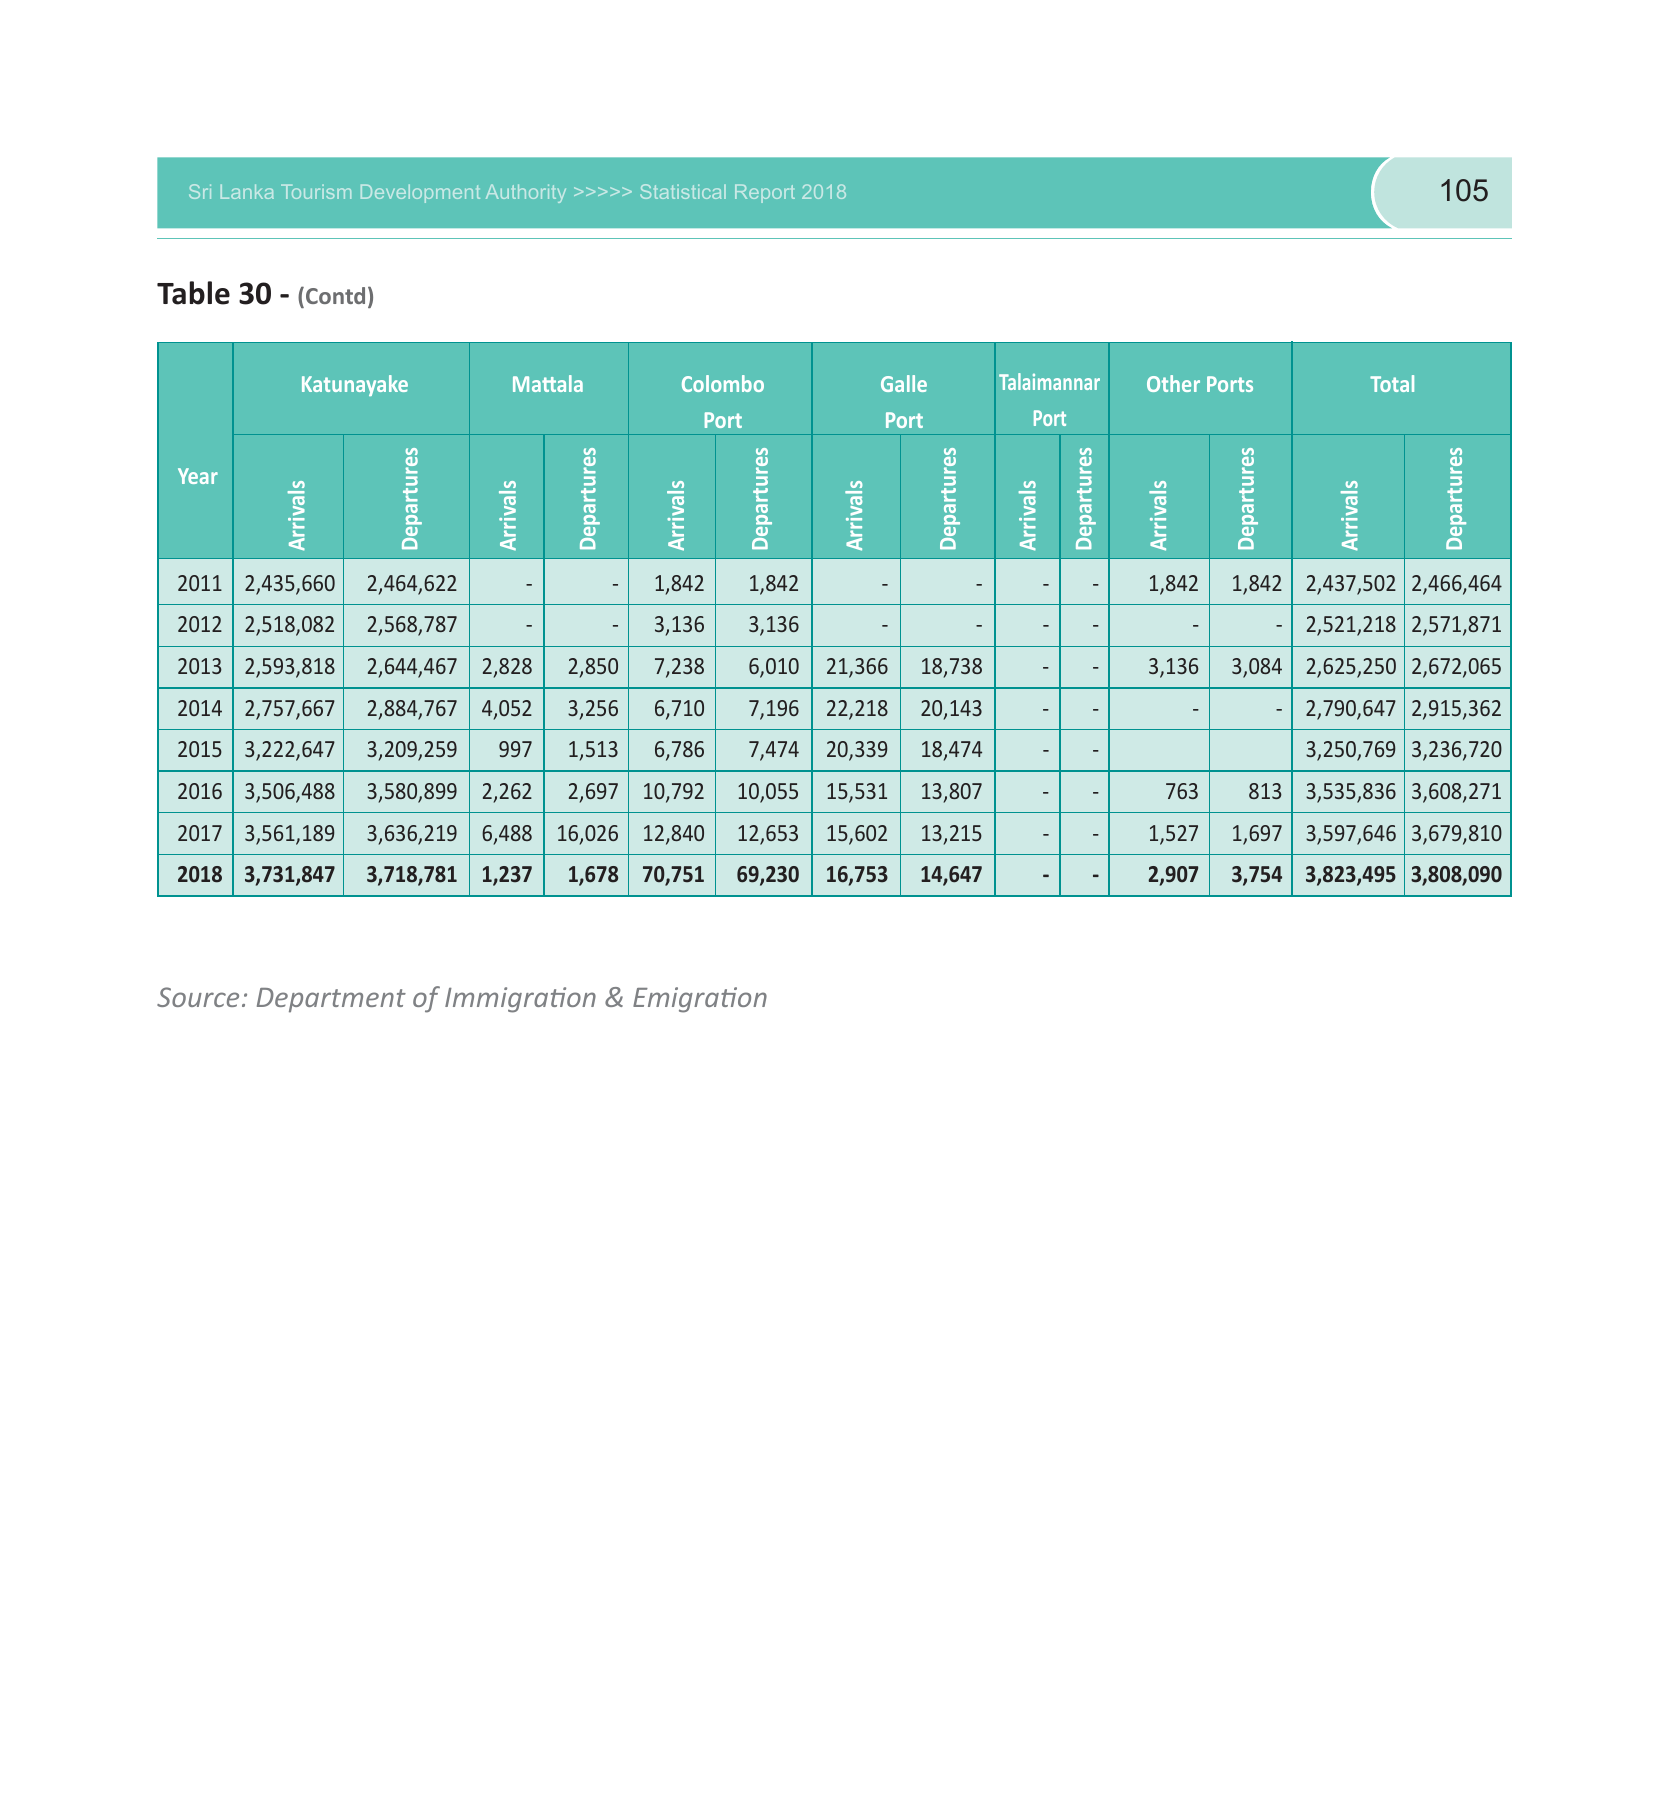 Sri Lanka Tourism Development Authority >>>>> Statistical Report 2018 105
Table 30 - (Contd)
Year Katunayake Mattala Colombo Port Galle Port Talaimannar Port Other Ports Total
Arrivals Departures Arrivals Departures Arrivals Departures Arrivals Departures Arrivals Departures Arrivals Departures Arrivals Departures
2011 2,435,660 2,464,622 - - 1,842 1,842 - - - - 1,842 1,842 2,437,502 2,466,464
2012 2,518,082 2,568,787 - - 3,136 3,136 - - - - - - 2,521,218 2,571,871
2013 2,593,818 2,644,467 2,828 2,850 7,238 6,010 21,366 18,738 - - 3,136 3,084 2,625,250 2,672,065
2014 2,757,667 2,884,767 4,052 3,256 6,710 7,196 22,218 20,143 - - - - 2,790,647 2,915,362
2015 3,222,647 3,209,259 997 1,513 6,786 7,474 20,339 18,474 - - 3,250,769 3,236,720
2016 3,506,488 3,580,899 2,262 2,697 10,792 10,055 15,531 13,807 - - 763 813 3,535,836 3,608,271
2017 3,561,189 3,636,219 6,488 16,026 12,840 12,653 15,602 13,215 - - 1,527 1,697 3,597,646 3,679,810
2018 3,731,847 3,718,781 1,237 1,678 70,751 69,230 16,753 14,647 - - 2,907 3,754 3,823,495 3,808,090
Source: Department of Immigration & Emigration